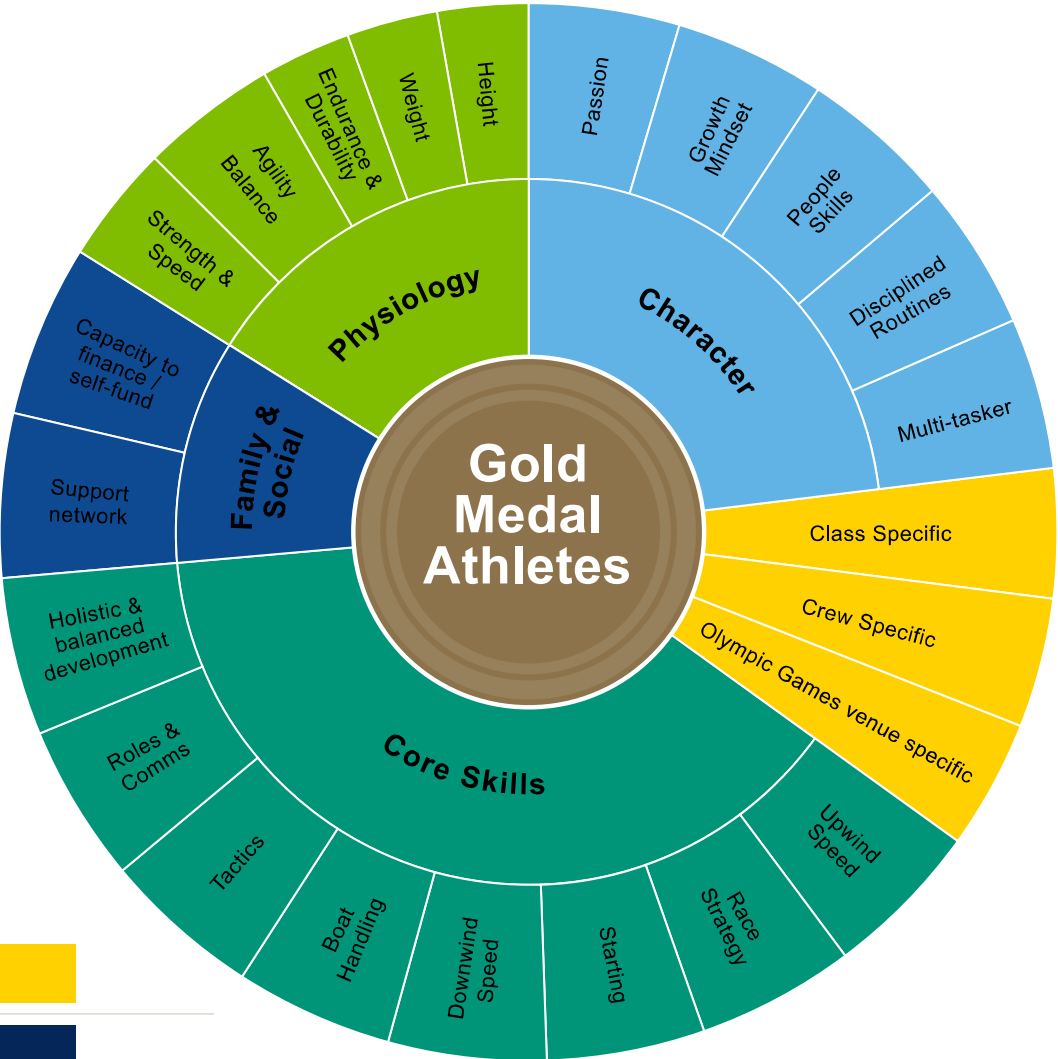 Gold
Medal
Athletes
Character
Passion
Growth
Mindset
People
Skills
Disciplined
Routines
Multi-tasker
Class Specific
Crew Specific
Olympic Games venue specific
Core Skills
Upwind
Speed
Race
Strategy
Starting
Downwind
Speed
Boat
Handling
Tactics
Roles &
Comms
Holistic &
balanced
development
Family &
Social
Support
network
Capacity to
finance /
self-fund
Physiology
Strength &
Speed
Agility
Balance
Endurance &
Durability
Weight
Height